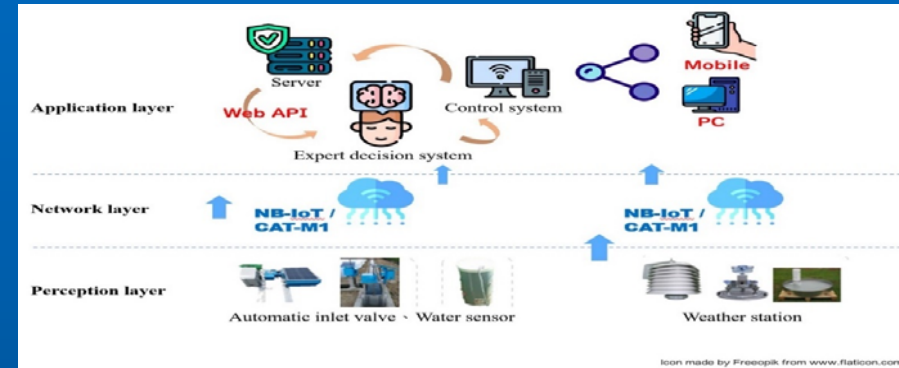 Server
Mobile
Application layer
Web API
Control system
PC
Expert decision system
Network layer
NB-IoT /
CAT-M1
NB-IoT /
CAT-M1
Perception layer
Automatic inlet valve、Water sensor
Weather station
Icon made by Freeopik from www.flaticon.com